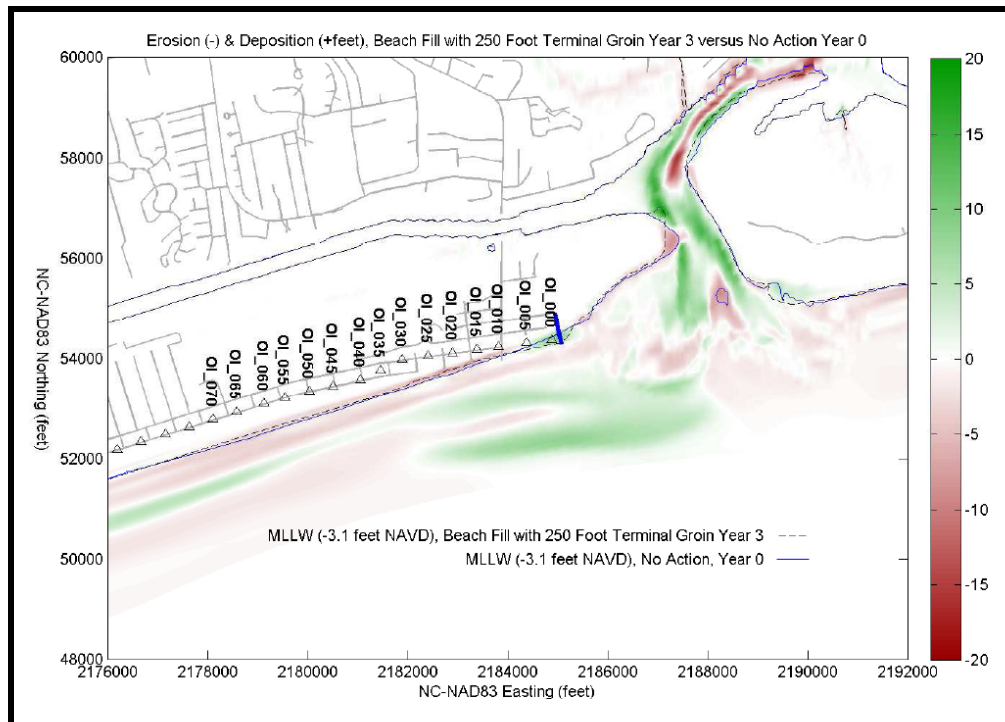 Erosion (-) & Deposition (+feet), Beach Fill with 250 Foot Terminal Groin Year 3 versus No Action Year 0
60000
58000
56000
54000
52000
50000
48000
NC-NAD83 Northing (feet)
OI_070
OI_065
OI_060
OI_055
OI_050
OI_045
OI_040
OI_035
OI_030
OI_025
OI_020
OI_015
OI_010
OI_005
OI_000
MLLW (-3.1 feet NAVD), Beach Fill with 250 Foot Terminal Groin Year 3
MLLW (-3.1 feet NAVD), No Action, Year 0
2176000 2178000 2180000 2182000 2184000 2186000 2188000 2190000 2192000
NC-NAD83 Easting (feet)
20
15
10
5
0
-5
-10
-15
-20